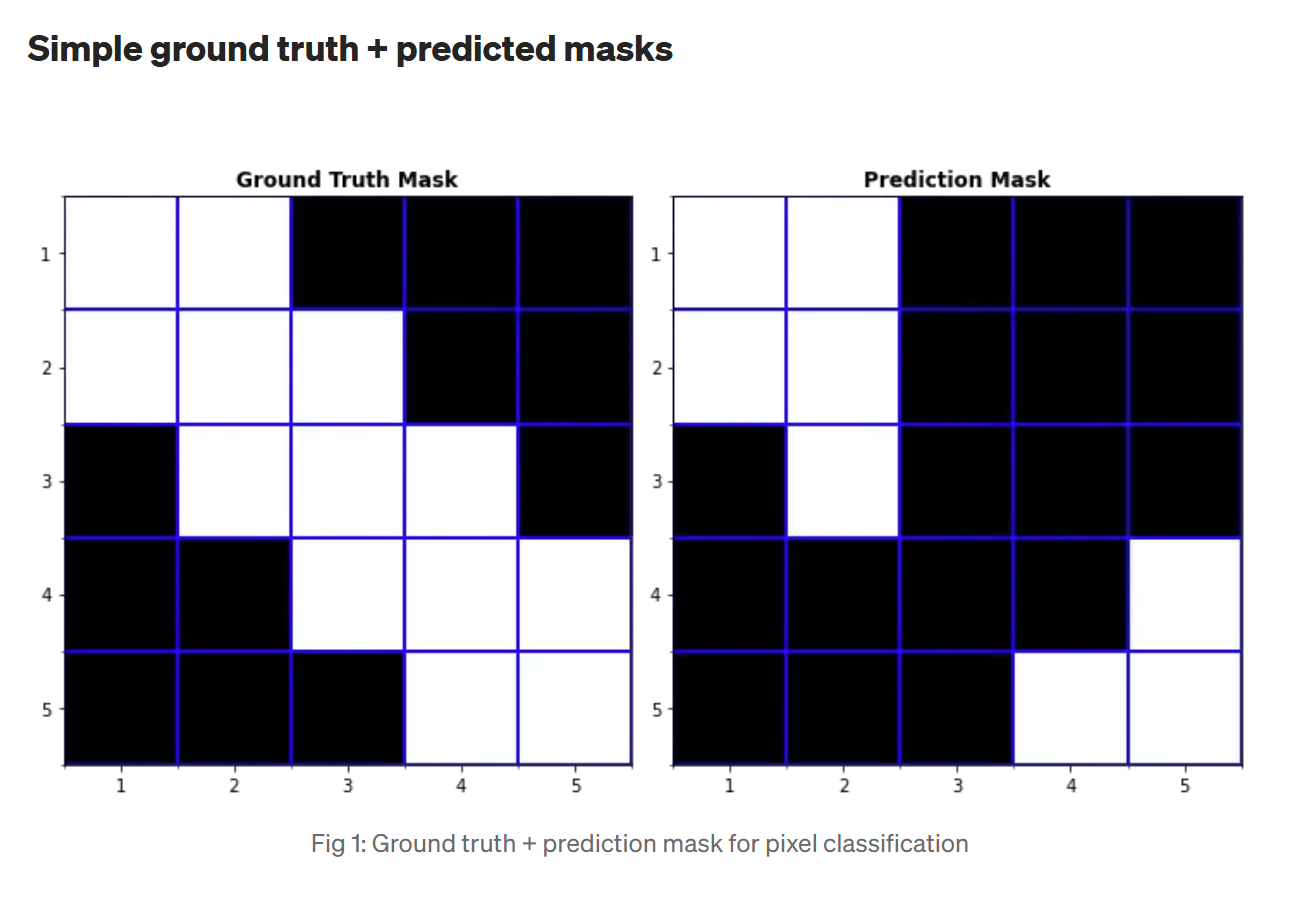 Simple ground truth + predicted masks
Ground Truth Mask
1
2
3
4
5
1 2 3 4 5
Prediction Mask
1
2
3
4
5
1 2 3 4 5
Fig 1: Ground truth + prediction mask for pixel classification